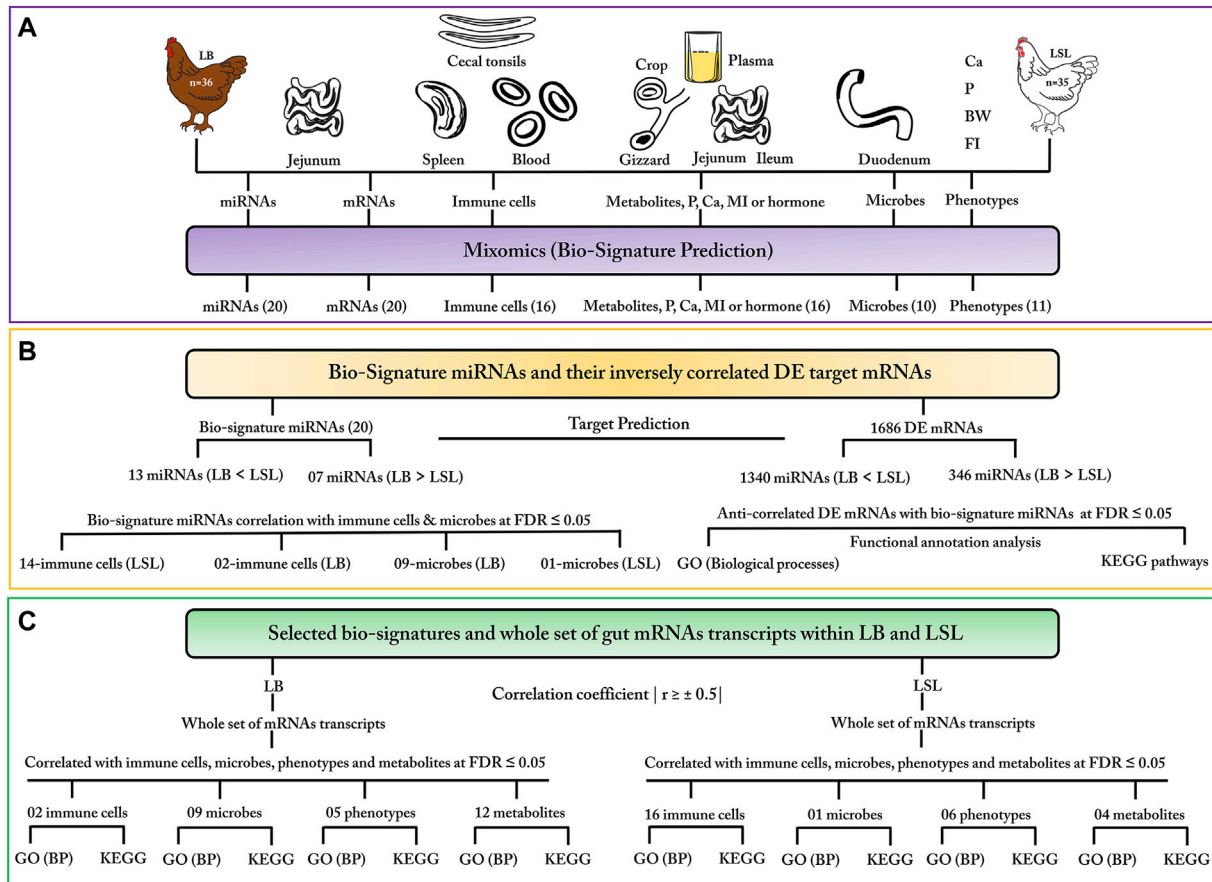 A
LB
n=36
Cecal tonsils
Crop
Plasma
Ca
P
BW
FI
LSL
n=35
Jejunum
Spleen
Blood
Gizzard
Jejunum
Ileum
Duodenum
miRNAs
mRNAs
Immune cells
Metabolites, P, Ca, MI or hormone
Microbes
Phenotypes
Mixomics (Bio-Signature Prediction)
miRNAs (20)
mRNAs (20)
Immune cells (16)
Metabolites, P, Ca, MI or hormone (16)
Microbes (10)
Phenotypes (11)
B
Bio-Signature miRNAs and their inversely correlated DE target mRNAs
Bio-signature miRNAs (20)
Target Prediction
1686 DE mRNAs
13 miRNAs (LB < LSL)
07 miRNAs (LB > LSL)
1340 miRNAs (LB < LSL)
346 miRNAs (LB > LSL)
Bio-signature miRNAs correlation with immune cells & microbes at FDR ≤ 0.05
14-immune cells (LSL)
02-immune cells (LB)
09-microbes (LB)
01-microbes (LSL)
Anti-correlated DE mRNAs with bio-signature miRNAs at FDR ≤ 0.05
Functional annotation analysis
GO (Biological processes)
KEGG pathways
C
Selected bio-signatures and whole set of gut mRNAs transcripts within LB and LSL
LB
Correlation coefficient | r ≥ ± 0.5|
LSL
Whole set of mRNAs transcripts
Whole set of mRNAs transcripts
Correlated with immune cells, microbes, phenotypes and metabolites at FDR ≤ 0.05
Correlated with immune cells, microbes, phenotypes and metabolites at FDR ≤ 0.05
02 immune cells
09 microbes
05 phenotypes
12 metabolites
16 immune cells
01 microbes
06 phenotypes
04 metabolites
GO (BP)
KEGG
GO (BP)
KEGG
GO (BP)
KEGG
GO (BP)
KEGG
GO (BP)
KEGG
GO (BP)
KEGG
GO (BP)
KEGG
GO (BP)
KEGG